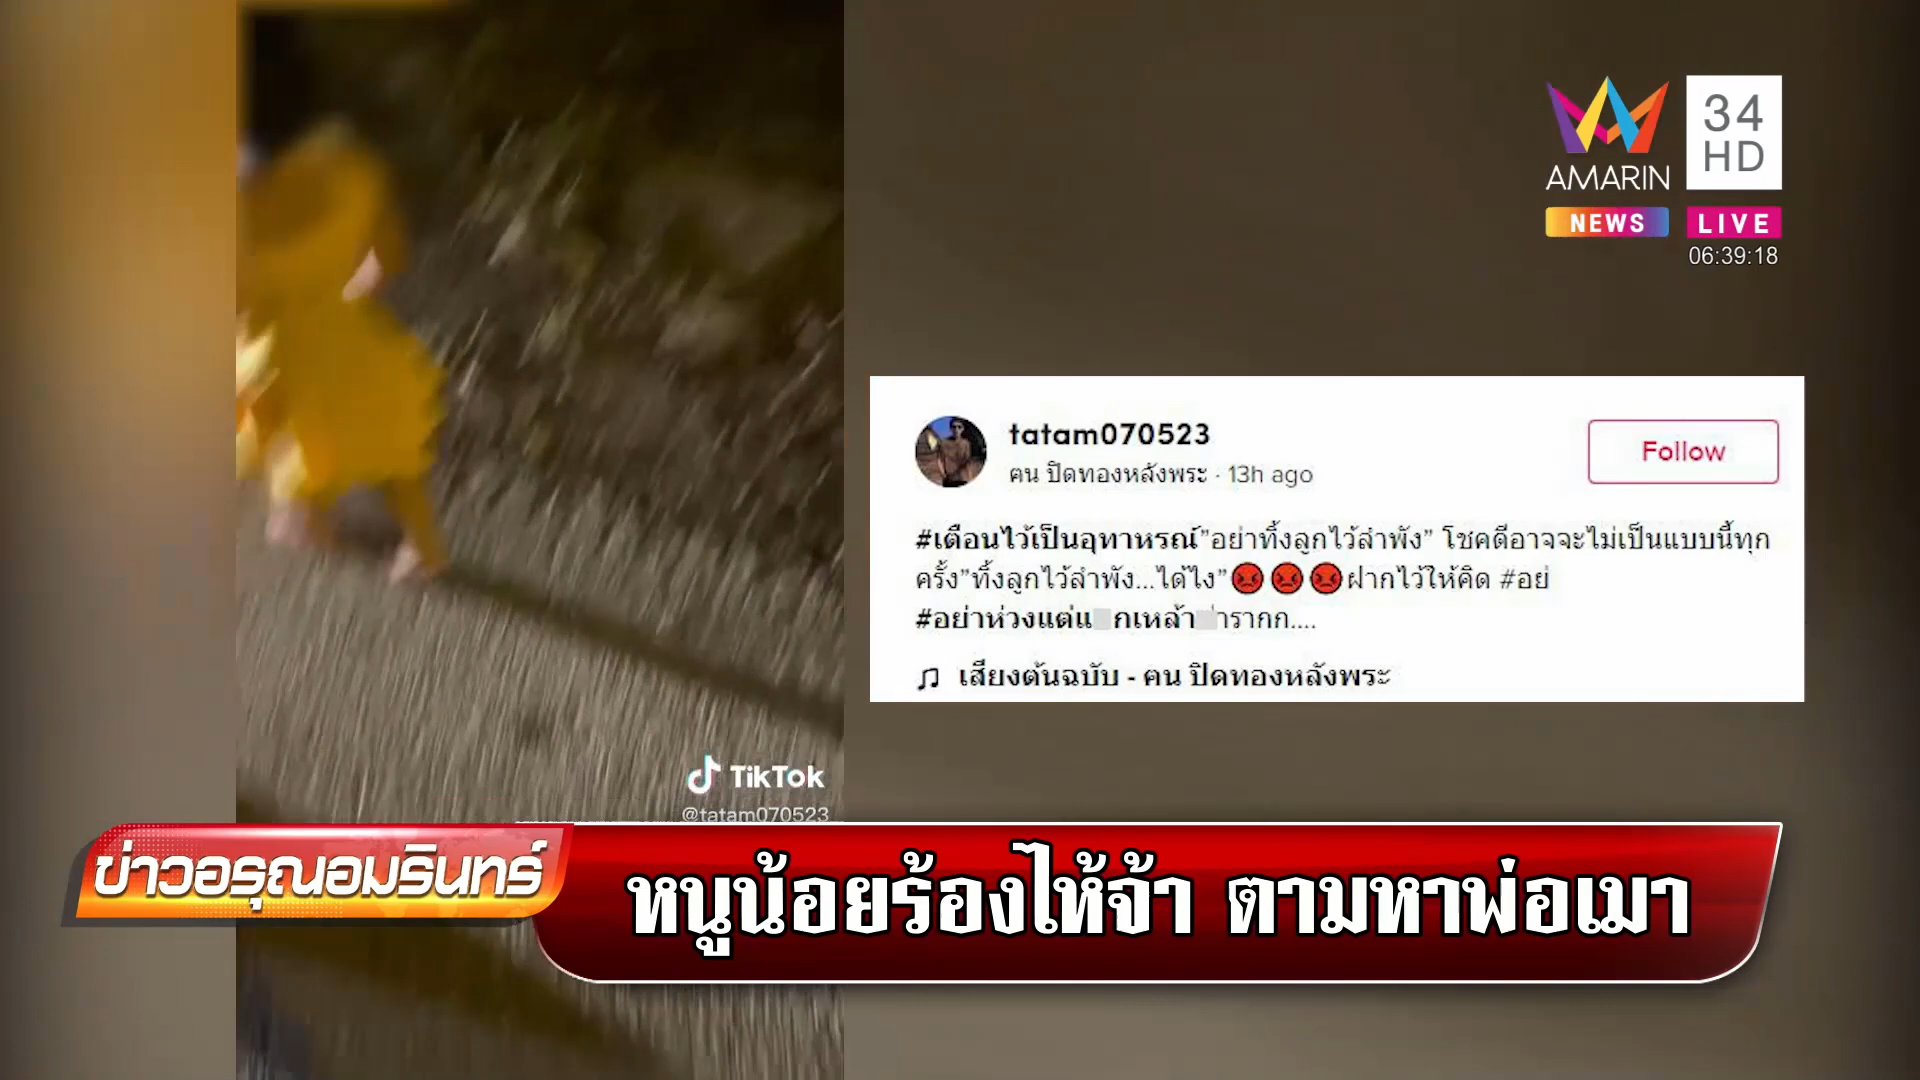 AMARIN
34
HD
NEWS
LIVE
06:39:18
tatam070523
ฅน ปิดทองหลังพระ · 13h ago
Follow
#เตือนไว้เป็นอุทาหรณ์"อย่าทิ้งลูกไว้ลำพัง" โชคดีอาจจะไม่เป็นแบบนี้ทุก
ครั้ง"ทิ้งลูกไว้ลำพัง...ได้ไง"😡😡😡ฝากไว้ให้คิด #อย่
#อย่าห่วงแต่แ กเหล้า ่ารากก....
♫ เสียงต้นฉบับ - ฅน ปิดทองหลังพระ
TikTok
@tatam070523
ข่าวอรุณอมรินทร์
หนูน้อยร้องไห้จ้า ตามหาพ่อเมา